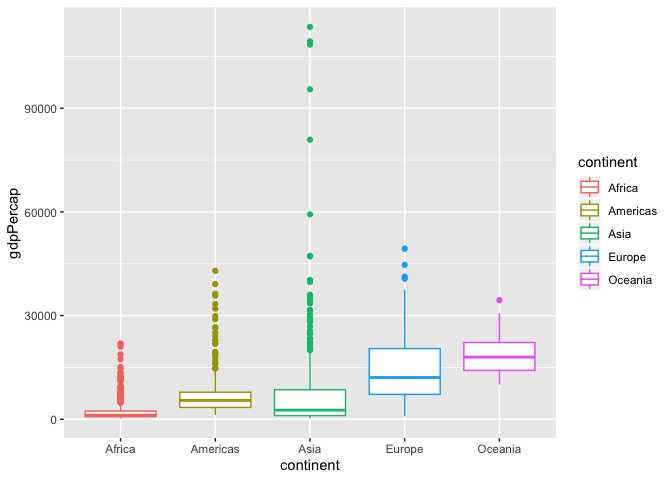 gdpPercap
90000
60000
30000
0
Africa Americas Asia Europe Oceania
continent
continent
Africa
Americas
Asia
Europe
Oceania